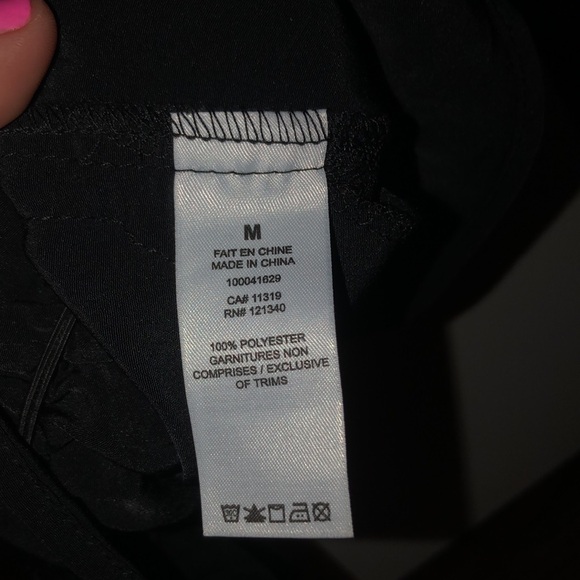 M
FAIT EN CHINE
MADE IN CHINA
100041629
CA# 11319
RN# 121340
100% POLYESTER
GARNITURES NON
COMPRISES / EXCLUSIVE
OF TRIMS